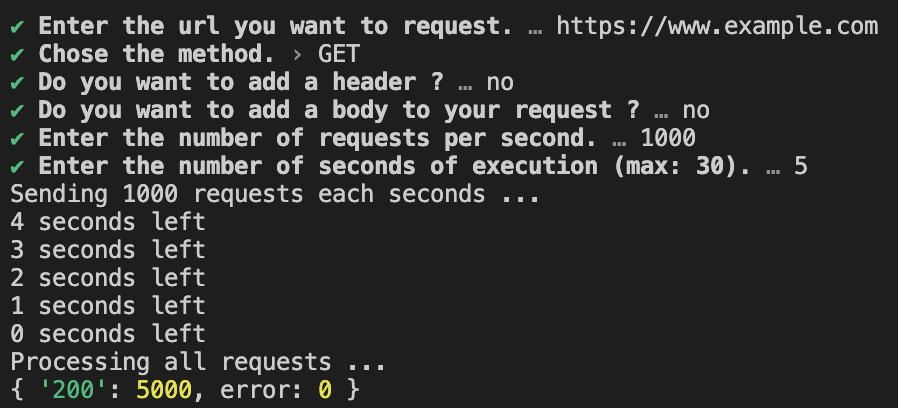 ✔ Enter the url you want to request. … https://www.example.com
✔ Chose the method. › GET
✔ Do you want to add a header ? … no
✔ Do you want to add a body to your request ? … no
✔ Enter the number of requests per second. … 1000
✔ Enter the number of seconds of execution (max: 30). … 5
Sending 1000 requests each seconds ...
4 seconds left
3 seconds left
2 seconds left
1 seconds left
0 seconds left
Processing all requests ...
{ '200': 5000, error: 0 }